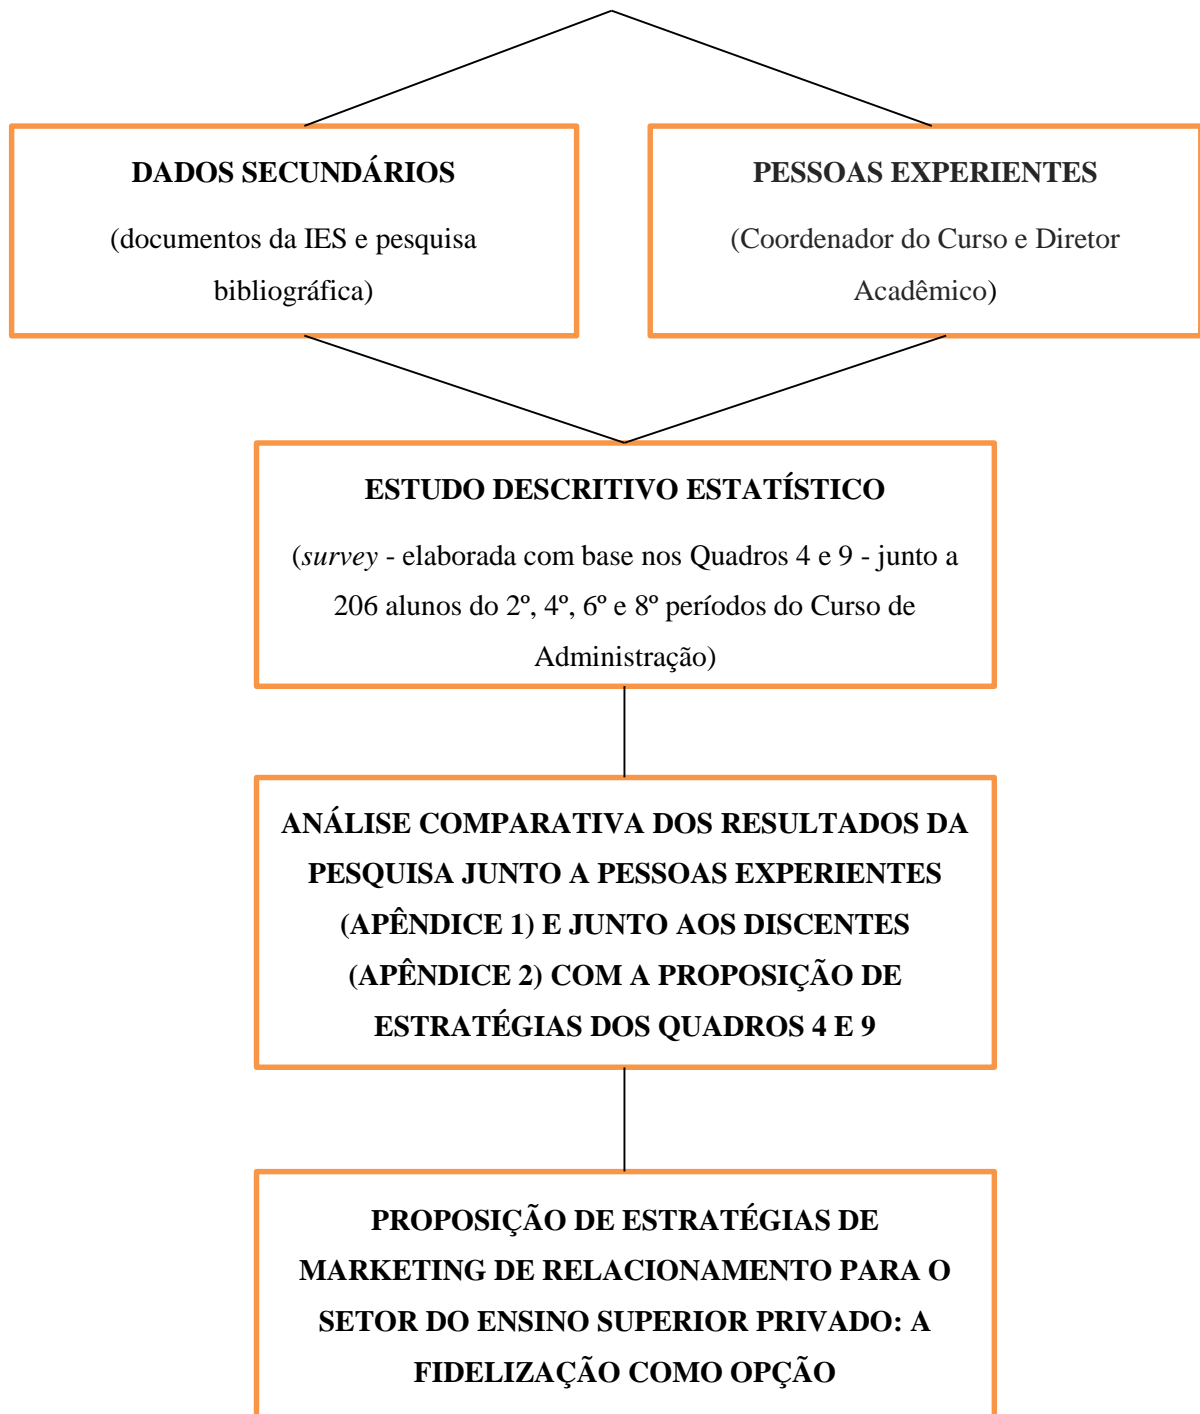 DADOS SECUNDÁRIOS
(documentos da IES e pesquisa
bibliográfica)
PESSOAS EXPERIENTES
(Coordenador do Curso e Diretor
Acadêmico)
ESTUDO DESCRITIVO ESTATÍSTICO
(survey - elaborada com base nos Quadros 4 e 9 - junto a
206 alunos do 2º, 4º, 6º e 8º períodos do Curso de
Administração)
ANÁLISE COMPARATIVA DOS RESULTADOS DA
PESQUISA JUNTO A PESSOAS EXPERIENTES
(APÊNDICE 1) E JUNTO AOS DISCENTES
(APÊNDICE 2) COM A PROPOSIÇÃO DE
ESTRATÉGIAS DOS QUADROS 4 E 9
PROPOSIÇÃO DE ESTRATÉGIAS DE
MARKETING DE RELACIONAMENTO PARA O
SETOR DO ENSINO SUPERIOR PRIVADO: A
FIDELIZAÇÃO COMO OPÇÃO